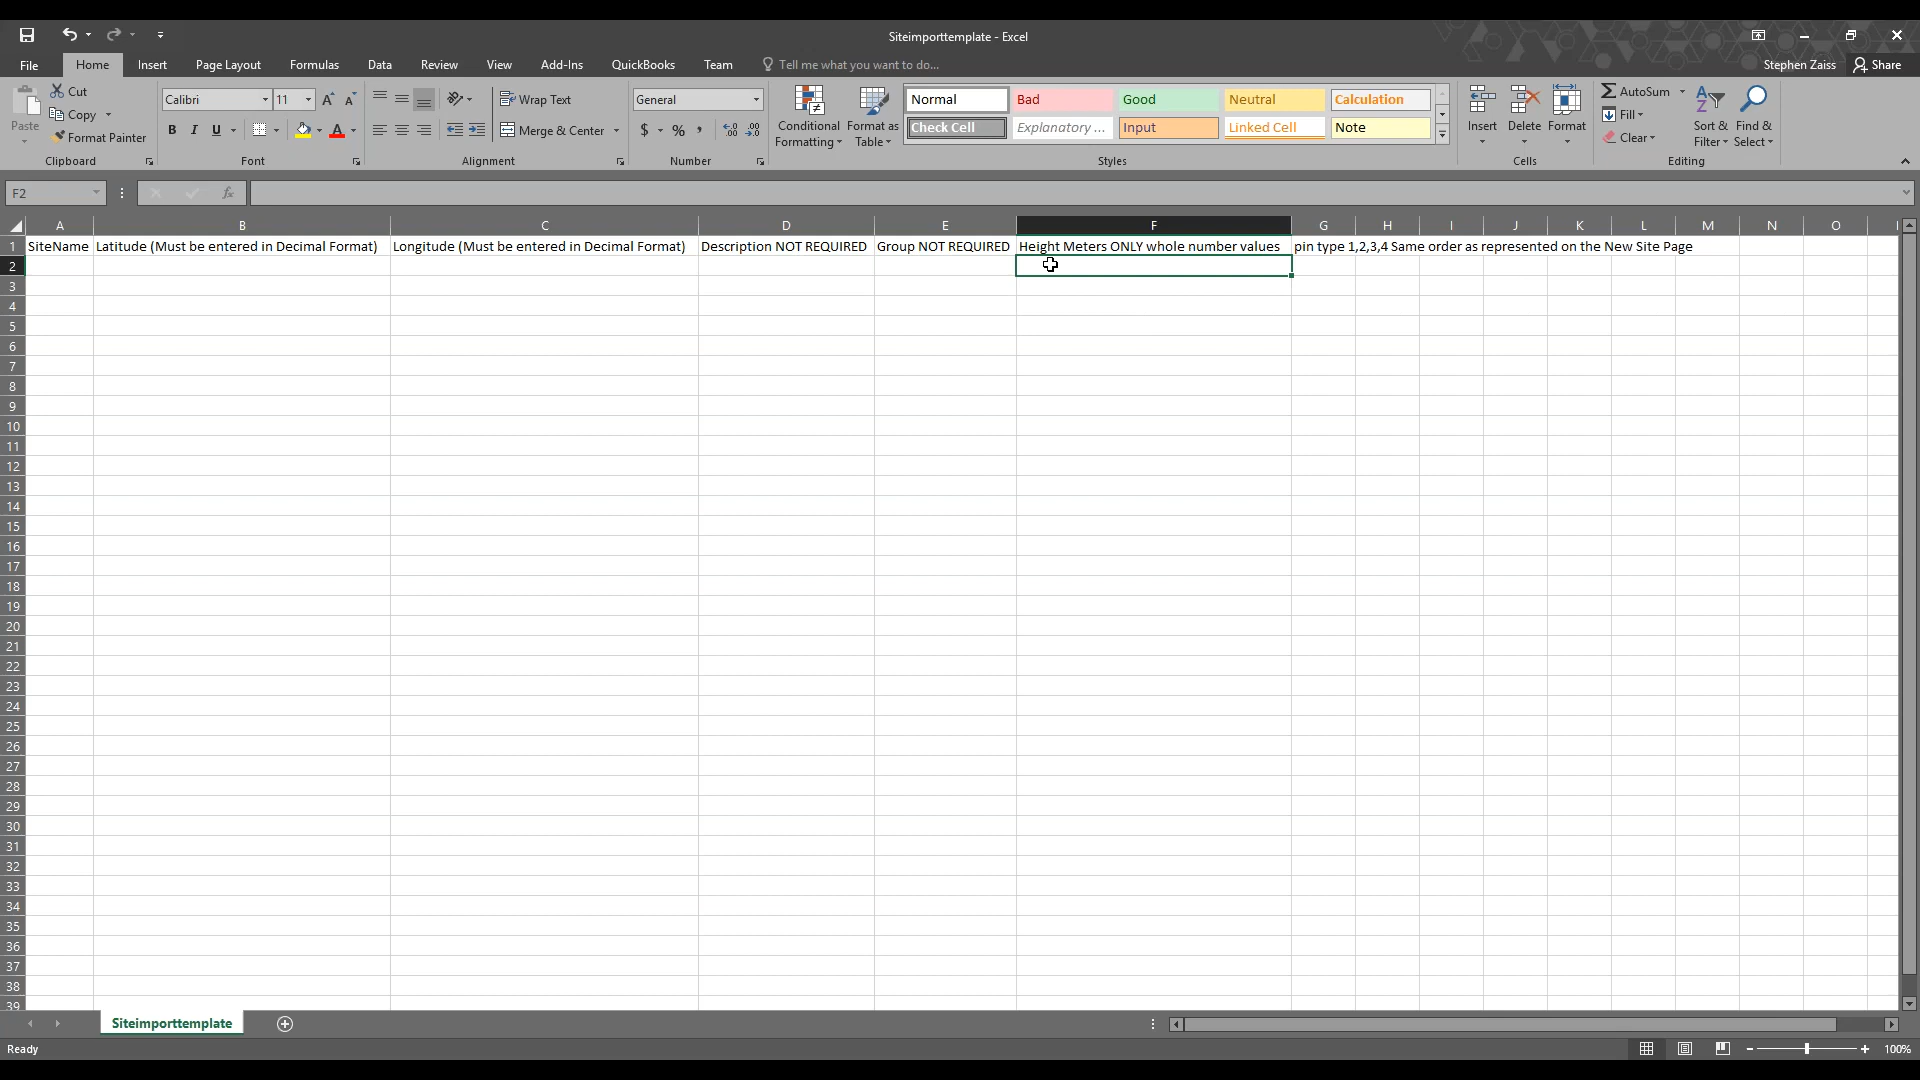 Siteimporttemplate - Excel
File Home Insert Page Layout Formulas Data Review View Add-Ins QuickBooks Team Tell me what you want to do... Stephen Zaiss Share
Paste
Cut
Copy
Format Painter
Clipboard
Calibri 11 A A
B I U A
Font
Wrap Text
Merge & Center
Alignment
General
$ % ,
Number
Conditional Formatting
Format as Table
Normal Bad Good Neutral Calculation
Check Cell Explanatory ... Input Linked Cell Note
Styles
Insert Delete Format
Cells
AutoSum
Fill
Clear
Sort & Filter
Find & Select
Editing
F2 fx
A B C D E F G H I J K L M N O
1 SiteName Latitude (Must be entered in Decimal Format) Longitude (Must be entered in Decimal Format) Description NOT REQUIRED Group NOT REQUIRED Height Meters ONLY whole number values pin type 1,2,3,4 Same order as represented on the New Site Page
2
3
4
5
6
7
8
9
10
11
12
13
14
15
16
17
18
19
20
21
22
23
24
25
26
27
28
29
30
31
32
33
34
35
36
37
38
39
Siteimporttemplate
Ready 100%